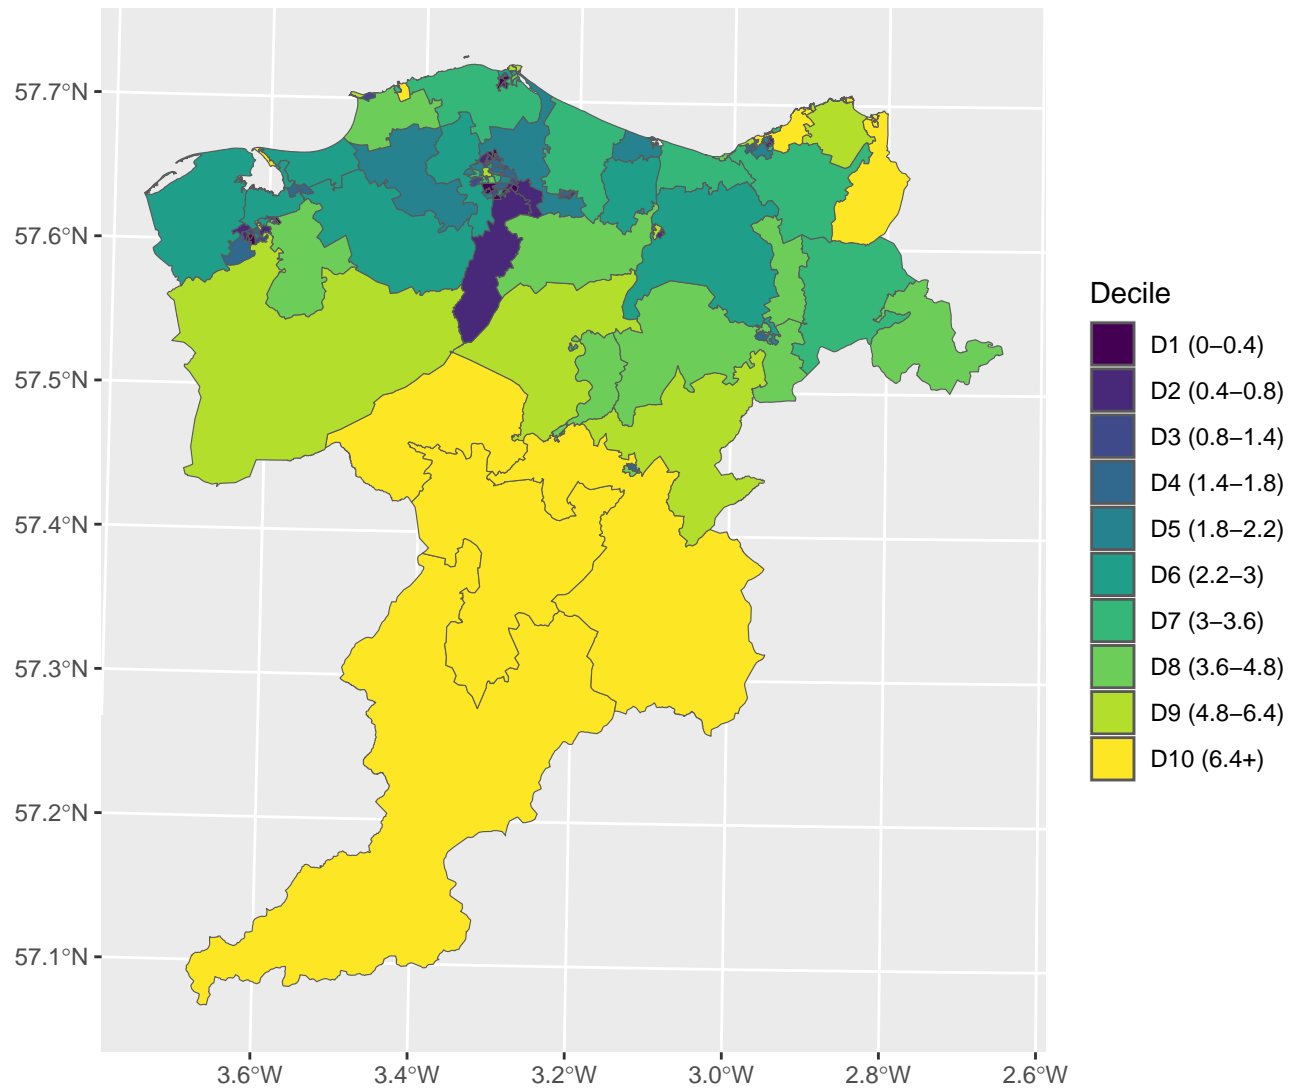 57.7°N
57.6°N
57.5°N
57.4°N
57.3°N
57.2°N
57.1°N
3.6°W
3.4°W
3.2°W
3.0°W
2.8°W
2.6°W
Decile
D1 (0–0.4)
D2 (0.4–0.8)
D3 (0.8–1.4)
D4 (1.4–1.8)
D5 (1.8–2.2)
D6 (2.2–3)
D7 (3–3.6)
D8 (3.6–4.8)
D9 (4.8–6.4)
D10 (6.4+)